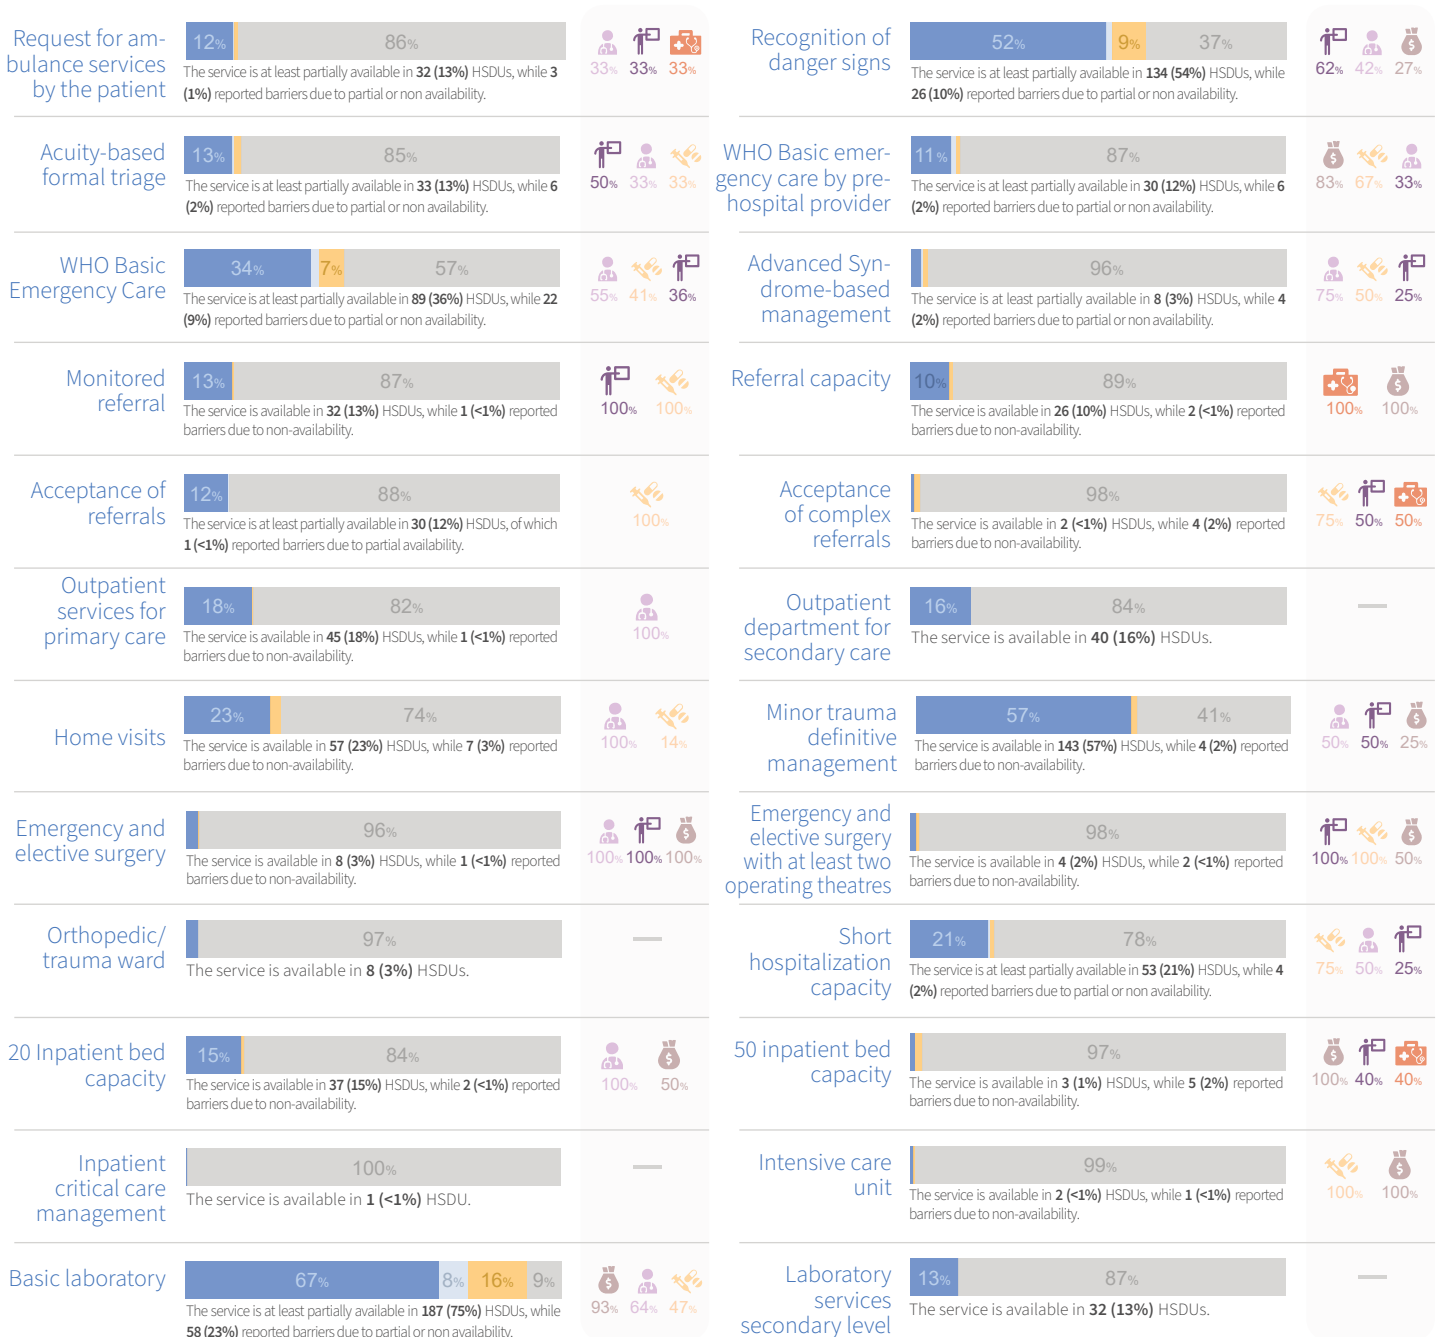 Request for am-
bulance services
by the patient
12%
86%
The service is at least partially available in 32 (13%) HSDUs, while 3
(1%) reported barriers due to partial or non availability.
33% 33% 33%
Recognition of
danger signs
52%
9%
37%
The service is at least partially available in 134 (54%) HSDUs, while
26 (10%) reported barriers due to partial or non availability.
62% 42% 27%
Acuity-based
formal triage
13%
85%
The service is at least partially available in 33 (13%) HSDUs, while 6
(2%) reported barriers due to partial or non availability.
50% 33% 33%
WHO Basic emer-
gency care by pre-
hospital provider
11%
87%
The service is at least partially available in 30 (12%) HSDUs, while 6
(2%) reported barriers due to partial or non availability.
83% 67% 33%
WHO Basic
Emergency Care
34%
7%
57%
The service is at least partially available in 89 (36%) HSDUs, while 22
(9%) reported barriers due to partial or non availability.
55% 41% 36%
Advanced Syn-
drome-based
management
96%
The service is at least partially available in 8 (3%) HSDUs, while 4
(2%) reported barriers due to partial or non availability.
75% 50% 25%
Monitored
referral
13%
87%
The service is available in 32 (13%) HSDUs, while 1 (<1%) reported
barriers due to non-availability.
100% 100%
Referral capacity
10%
89%
The service is available in 26 (10%) HSDUs, while 2 (<1%) reported
barriers due to non-availability.
100% 100%
Acceptance of
referrals
12%
88%
The service is at least partially available in 30 (12%) HSDUs, of which
1 (<1%) reported barriers due to partial availability.
100%
Acceptance
of complex
referrals
98%
The service is available in 2 (<1%) HSDUs, while 4 (2%) reported
barriers due to non-availability.
75% 50% 50%
Outpatient
services for
primary care
18%
82%
The service is available in 45 (18%) HSDUs, while 1 (<1%) reported
barriers due to non-availability.
100%
Outpatient
department for
secondary care
16%
84%
The service is available in 40 (16%) HSDUs.
Home visits
23%
74%
The service is available in 57 (23%) HSDUs, while 7 (3%) reported
barriers due to non-availability.
100% 14%
Minor trauma
definitive
management
57%
41%
The service is available in 143 (57%) HSDUs, while 4 (2%) reported
barriers due to non-availability.
50% 50% 25%
Emergency and
elective surgery
96%
The service is available in 8 (3%) HSDUs, while 1 (<1%) reported
barriers due to non-availability.
100% 100% 100%
Emergency and
elective surgery
with at least two
operating theatres
98%
The service is available in 4 (2%) HSDUs, while 2 (<1%) reported
barriers due to non-availability.
100% 100% 50%
Orthopedic/
trauma ward
97%
The service is available in 8 (3%) HSDUs.
Short
hospitalization
capacity
21%
78%
The service is at least partially available in 53 (21%) HSDUs, while 4
(2%) reported barriers due to partial or non availability.
75% 50% 25%
20 Inpatient bed
capacity
15%
84%
The service is available in 37 (15%) HSDUs, while 2 (<1%) reported
barriers due to non-availability.
100% 50%
50 inpatient bed
capacity
97%
The service is available in 3 (1%) HSDUs, while 5 (2%) reported
barriers due to non-availability.
100% 40% 40%
Inpatient
critical care
management
100%
The service is available in 1 (<1%) HSDU.
Intensive care
unit
99%
The service is available in 2 (<1%) HSDUs, while 1 (<1%) reported
barriers due to non-availability.
100% 100%
Basic laboratory
67%
8%
16%
9%
The service is at least partially available in 187 (75%) HSDUs, while
58 (23%) reported barriers due to partial or non availability.
93% 64% 47%
Laboratory
services
secondary level
13%
87%
The service is available in 32 (13%) HSDUs.